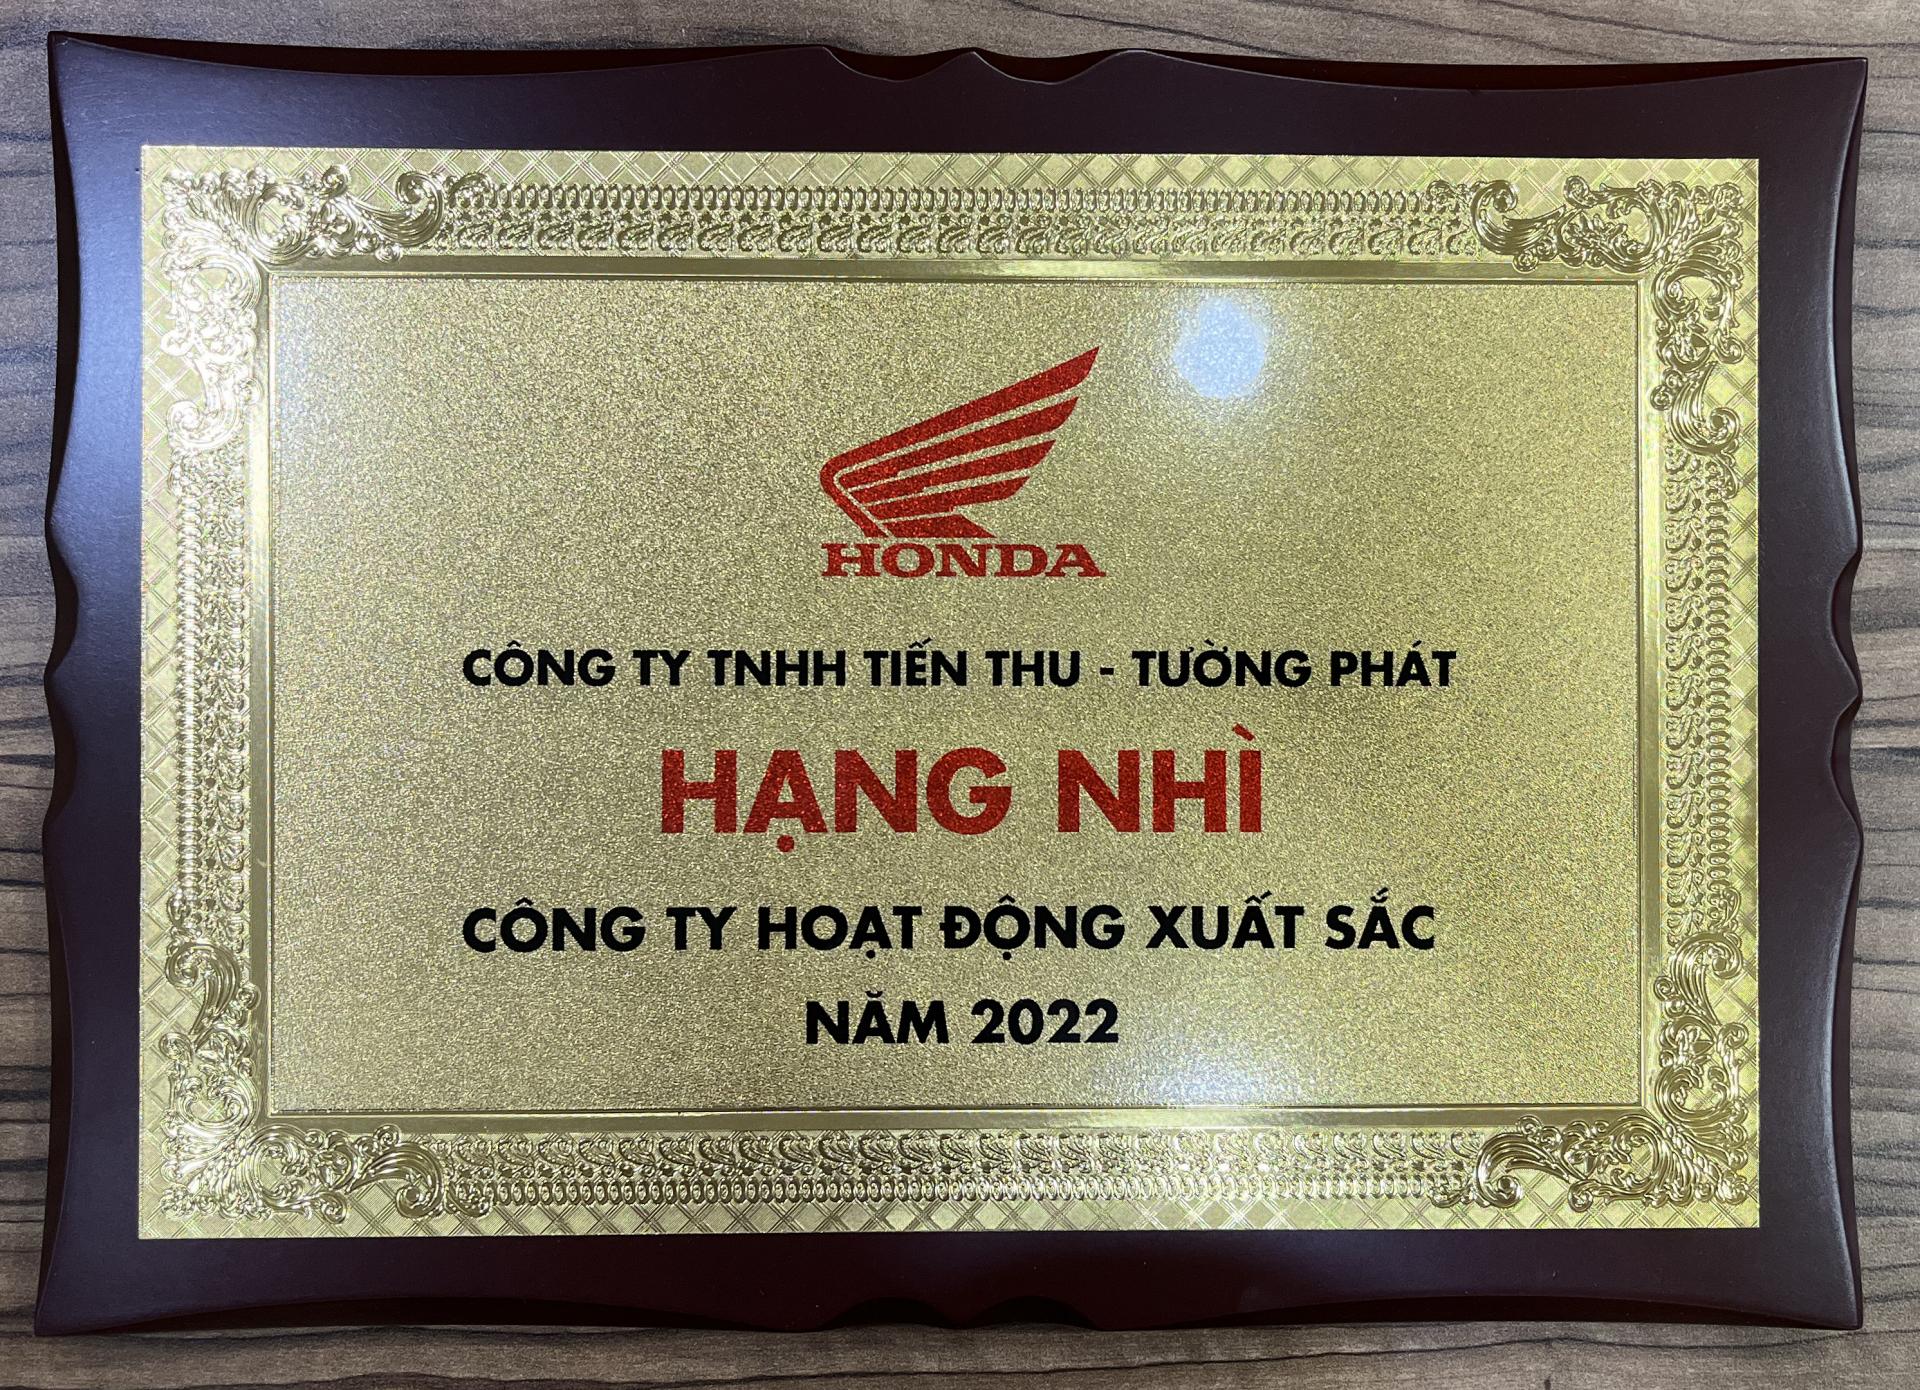 HONDA
CÔNG TY TNHH TIẾN THU - TƯỜNG PHÁT
HẠNG NHÌ
CÔNG TY HOẠT ĐỘNG XUẤT SẮC
NĂM 2022